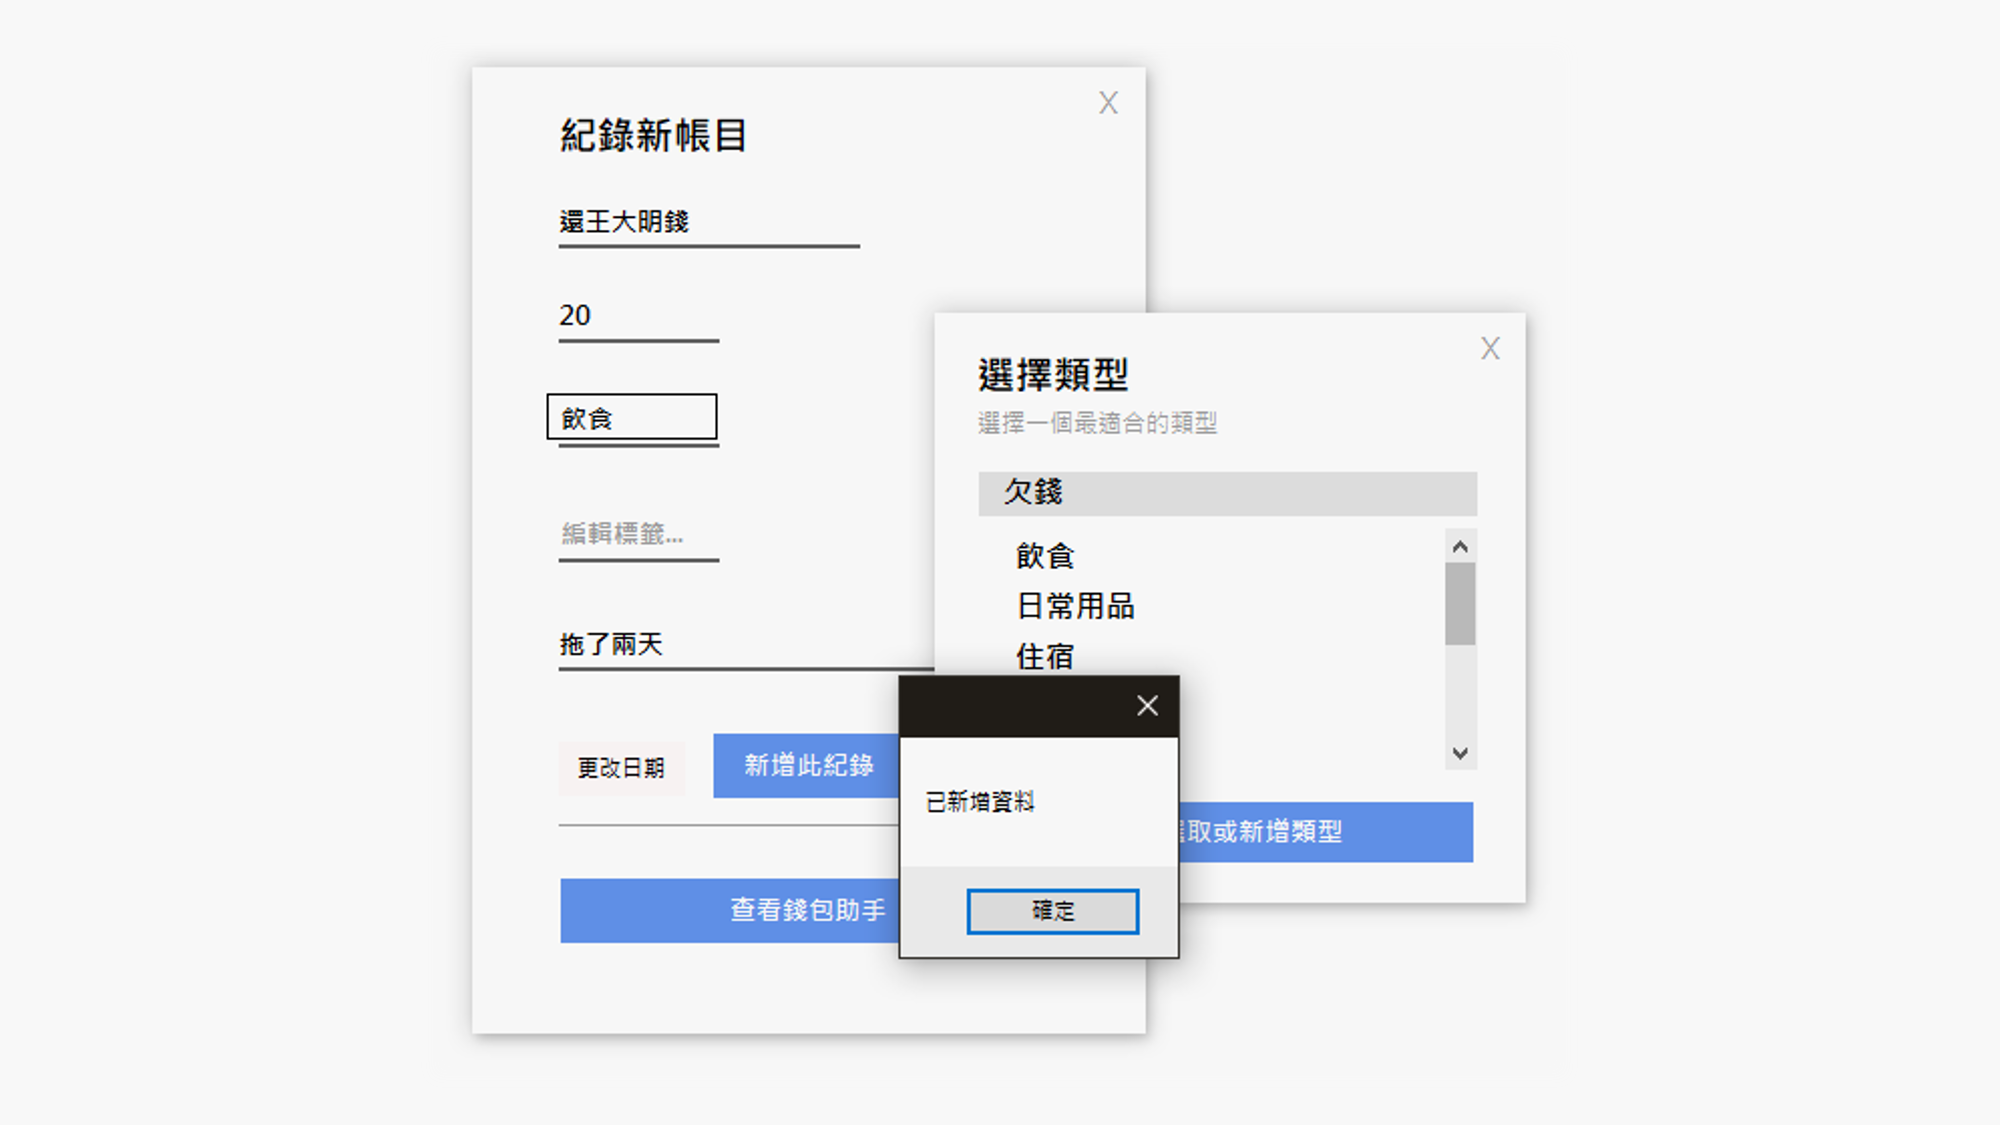 X
紀錄新帳目
還王大明錢
20
飲食
編輯標籤...
拖了兩天
更改日期
新增此紀錄
查看錢包助手
X
選擇類型
選擇一個最適合的類型
欠錢
飲食
日常用品
住宿
取或新增類型
已新增資料
確定